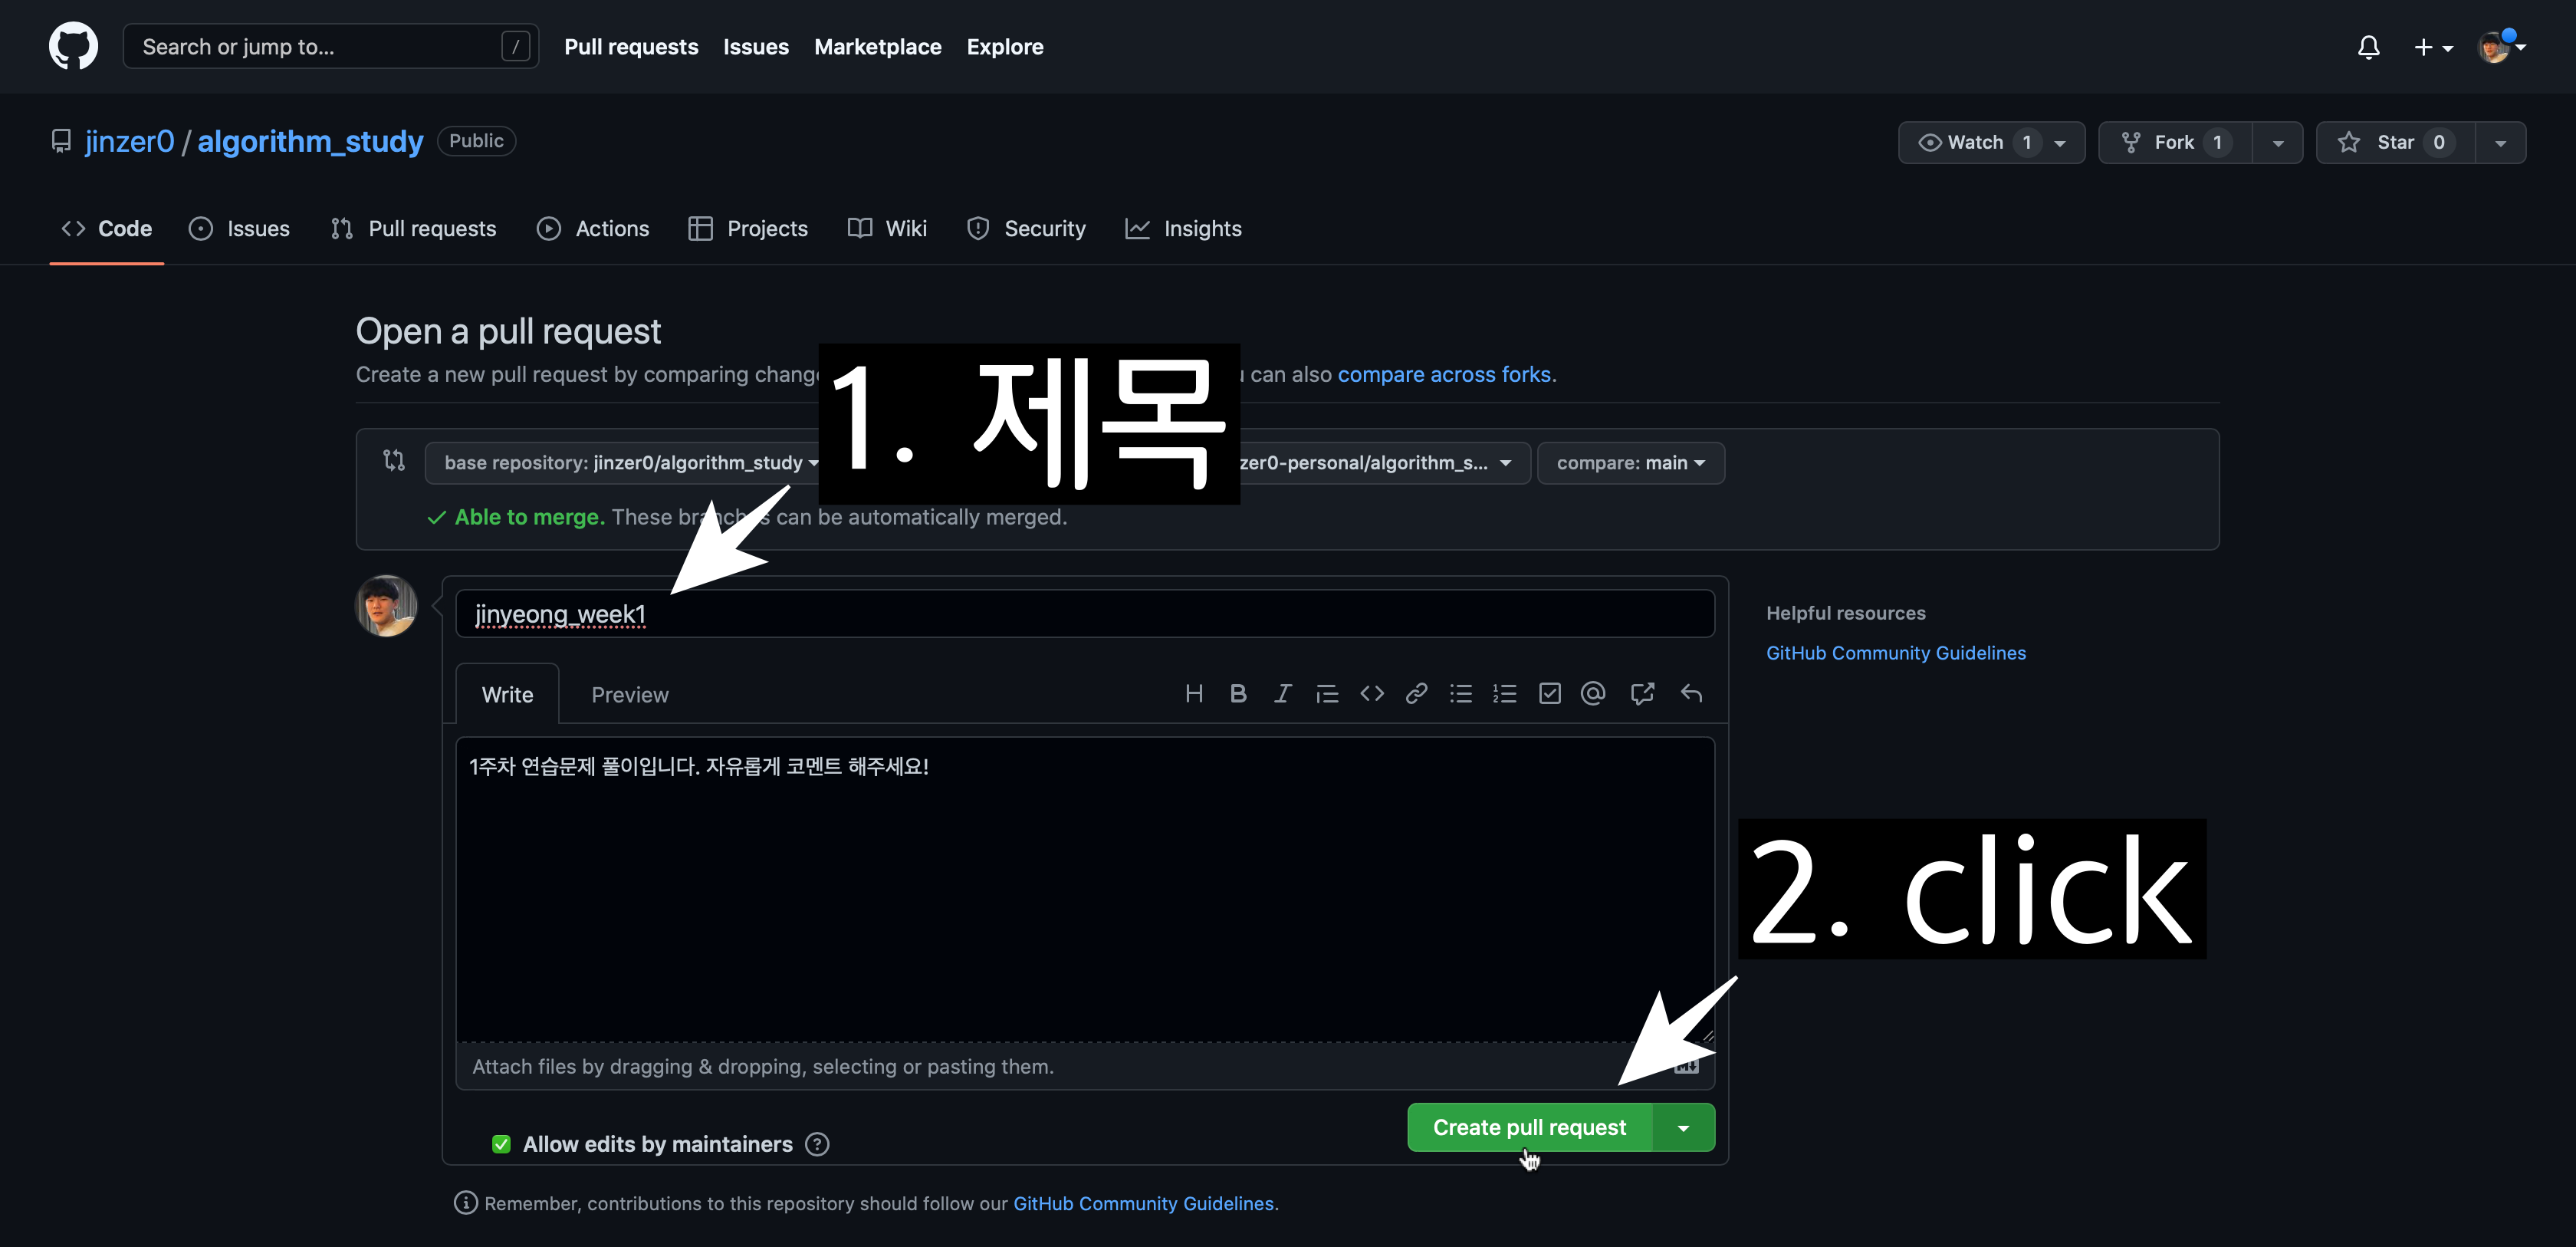 Search or jump to... /
Pull requests Issues Marketplace Explore
jinzer0 / algorithm_study Public
Watch 1 Fork 1 Star 0
Code Issues Pull requests Actions Projects Wiki Security Insights
Open a pull request
1. 제목
Create a new pull request by comparing can also compare across forks.
base repository: jinzer0/algorithm_study zer0-personal/algorithm_s... compare: main
Able to merge. These branches can be automatically merged.
jinyeong_week1
Helpful resources
GitHub Community Guidelines
Write Preview
1주차 연습문제 풀이입니다. 자유롭게 코멘트 해주세요!
2. click
Attach files by dragging & dropping, selecting or pasting them.
Create pull request
Allow edits by maintainers
Remember, contributions to this repository should follow our GitHub Community Guidelines.